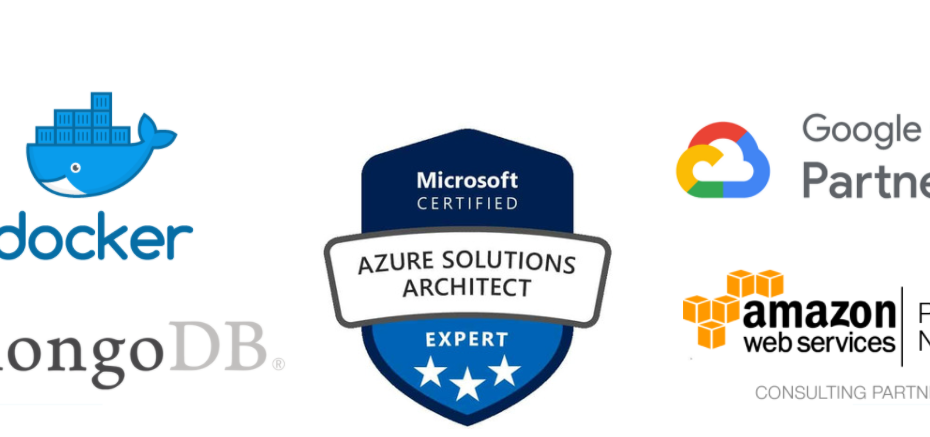 docker
ongoDB®
Microsoft
CERTIFIED
AZURE SOLUTIONS
ARCHITECT
EXPERT
Google
Partne
amazon
web services
P
N
CONSULTING PARTN